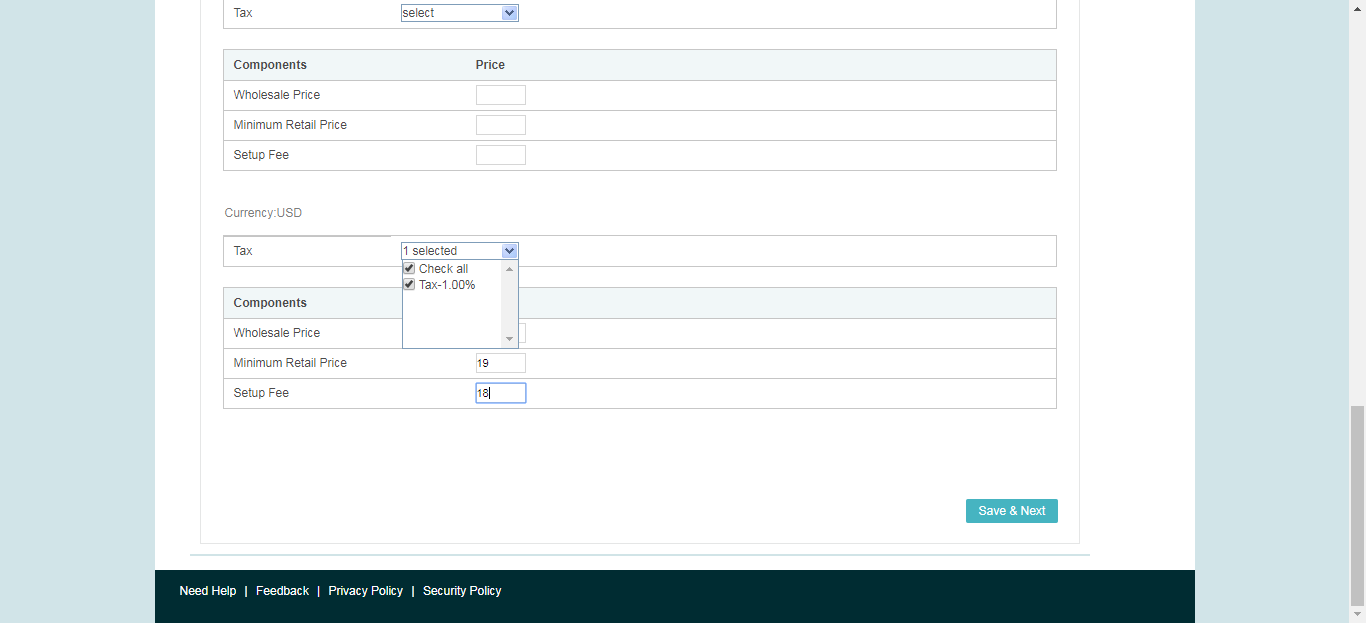 Tax select
Components Price
Wholesale Price
Minimum Retail Price
Setup Fee
Currency:USD
Tax 1 selected
Check all
Tax-1.00%
Components
Wholesale Price
Minimum Retail Price 19
Setup Fee 18
Save & Next
Need Help | Feedback | Privacy Policy | Security Policy